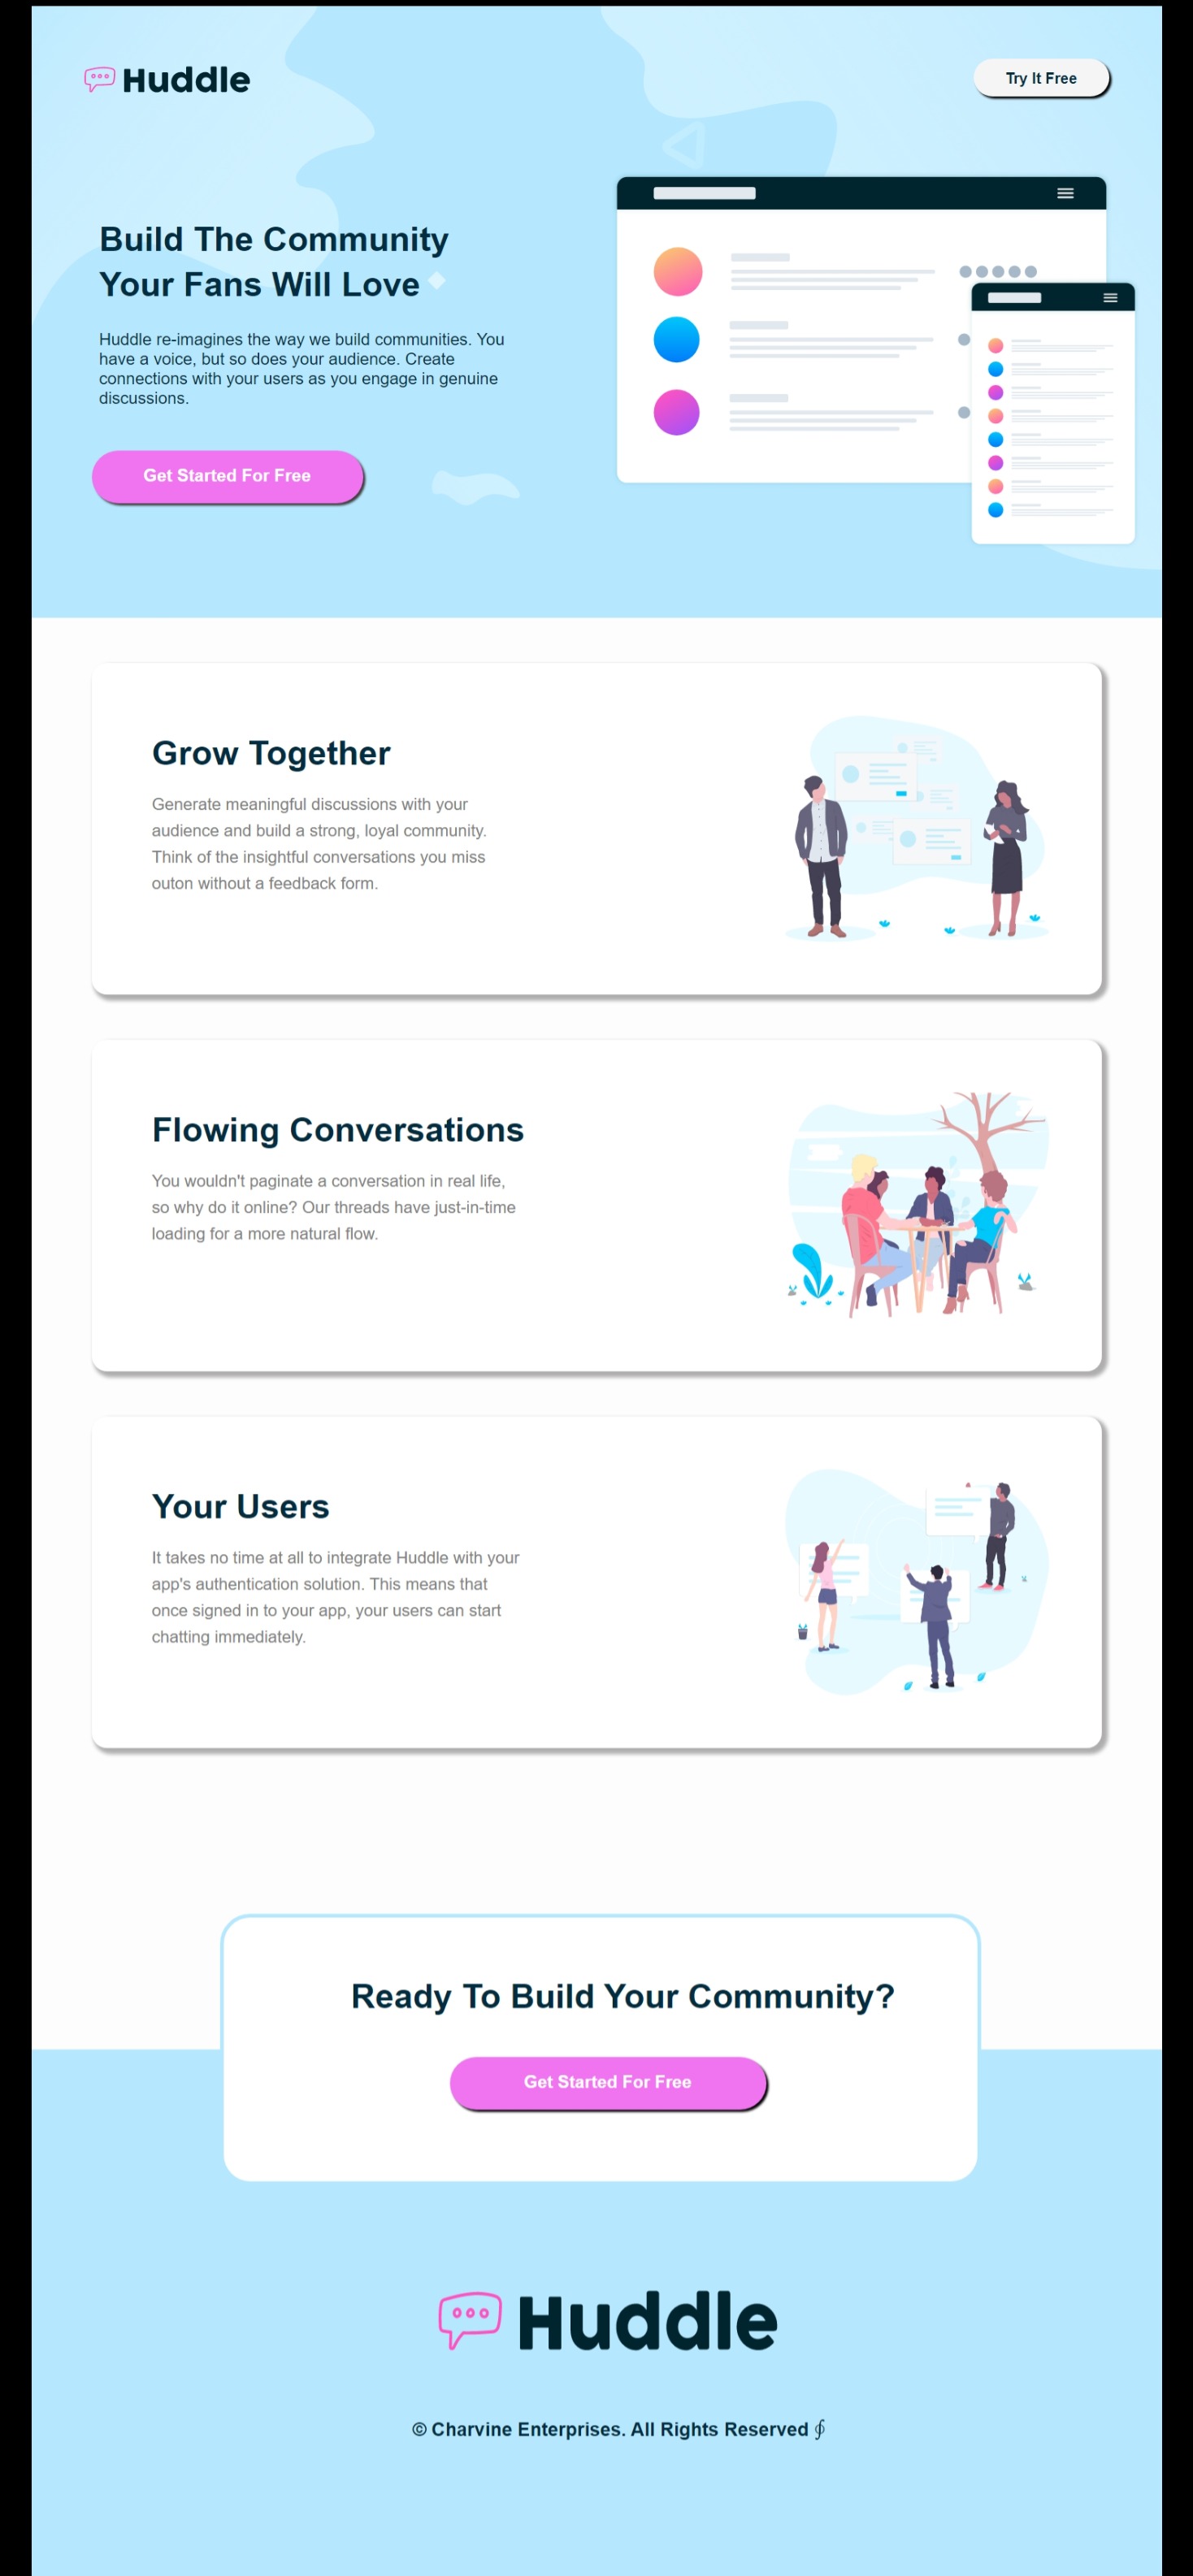 Huddle
Try It Free
Build The Community
Your Fans Will Love
Huddle re-imagines the way we build communities. You
have a voice, but so does your audience. Create
connections with your users as you engage in genuine
discussions.
Get Started For Free
Grow Together
Generate meaningful discussions with your
audience and build a strong, loyal community.
Think of the insightful conversations you miss
outon without a feedback form.
Flowing Conversations
You wouldn't paginate a conversation in real life,
so why do it online? Our threads have just-in-time
loading for a more natural flow.
Your Users
It takes no time at all to integrate Huddle with your
app's authentication solution. This means that
once signed in to your app, your users can start
chatting immediately.
Ready To Build Your Community?
Get Started For Free
Huddle
© Charvine Enterprises. All Rights Reserved ∮